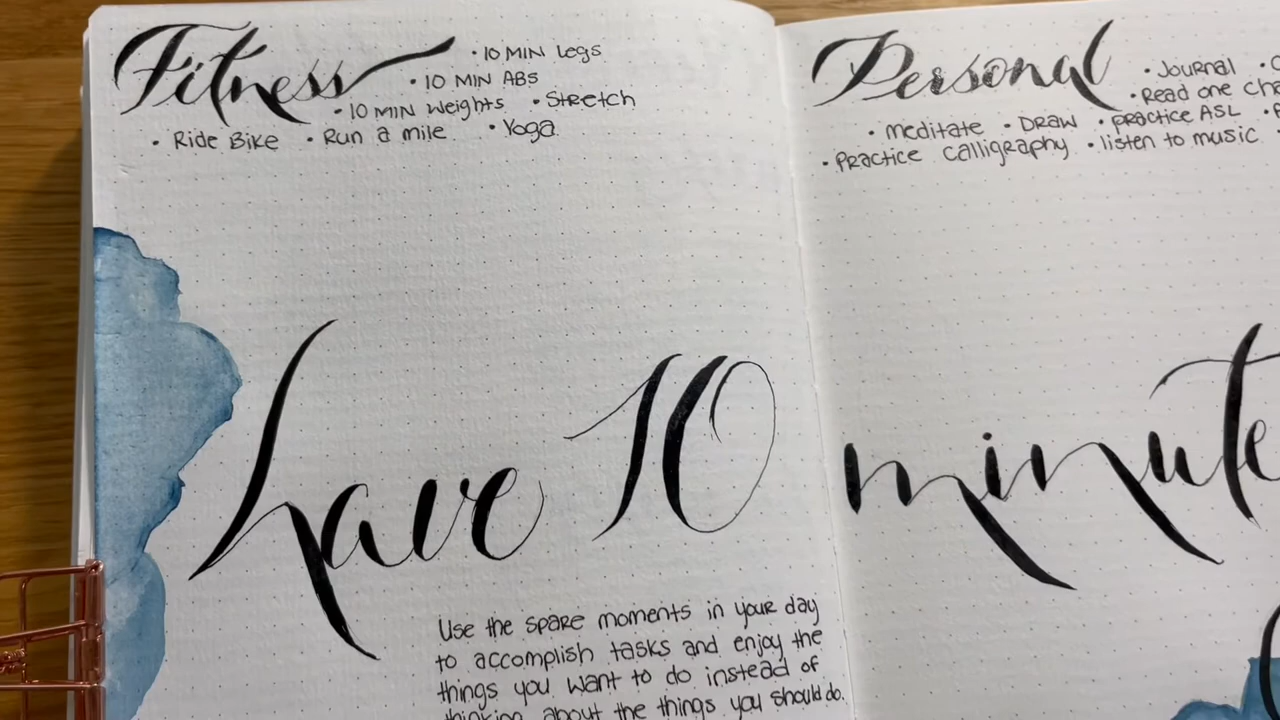 Fitness
• 10 MIN Legs
• 10 MIN ABS
• 10 MIN Weights • Stretch
• Ride Bike • Run a mile • Yoga
Personal
• Journal
• Read one
• meditate • DRAW • practice ASL
• Practice Calligraphy • listen to music
have 10 minute
Use the spare moments in your day
to accomplish tasks and enjoy the
things you want to do instead of
thinking about the things you should do.